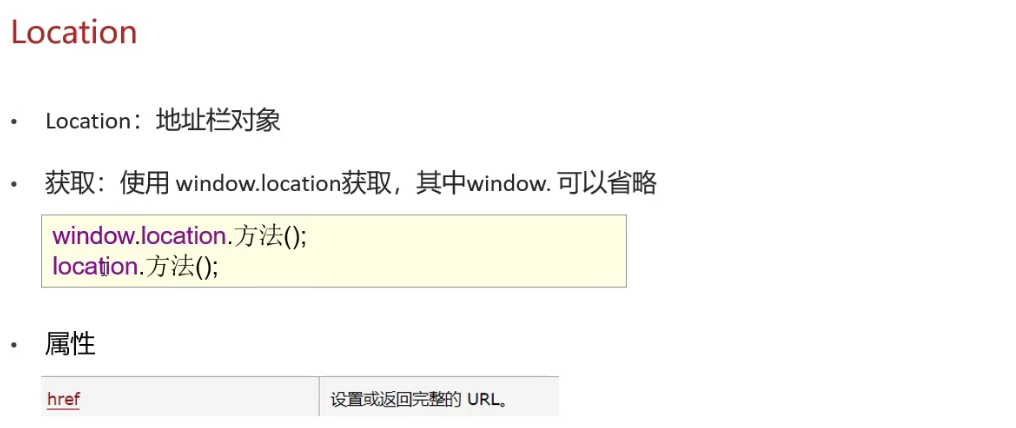 Location
• Location：地址栏对象
• 获取：使用 window.location获取，其中window. 可以省略
window.location.方法();
location.方法();
• 属性
href 设置或返回完整的 URL。